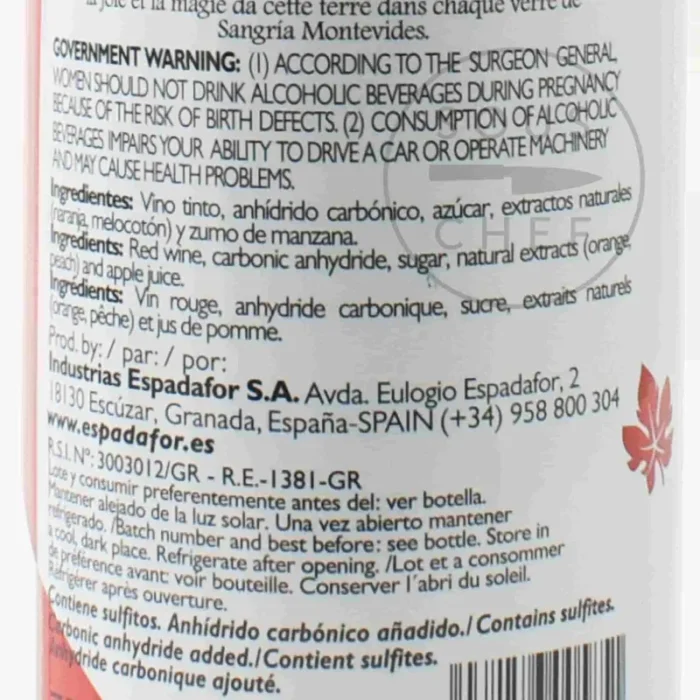 la joie et la magie da cette terre dans chaque verre de
Sangría Montevides.
GOVERNMENT WARNING: (1) ACCORDING TO THE SURGEON GENERAL,
WOMEN SHOULD NOT DRINK ALCOHOLIC BEVERAGES DURING PREGNANCY
BECAUSE OF THE RISK OF BIRTH DEFECTS. (2) CONSUMPTION OF ALCOHOLIC
BEVERAGES IMPAIRS YOUR ABILITY TO DRIVE A CAR OR OPERATE MACHINERY
AND MAY CAUSE HEALTH PROBLEMS.
SOUS
CHEF
Ingredientes: Vino tinto, anhídrido carbónico, azúcar, extractos naturales
(naranja, melocotón) y zumo de manzana.
Ingredients: Red wine, carbonic anhydride, sugar, natural extracts (orange,
peach) and apple juice.
Ingrédients: Vin rouge, anhydride carbonique, sucre, extraits naturels
(orange, pêche) et jus de pomme.
Prod. by: / par: / por:
Industrias Espadafor S.A. Avda. Eulogio Espadafor, 2
18130 Escúzar, Granada, España-SPAIN (+34) 958 800 304
www.espadafor.es
R.S.I. Nº: 3003012/GR - R.E.-1381-GR
Lote y consumir preferentemente antes del: ver botella.
Mantener alejado de la luz solar. Una vez abierto mantener
refrigerado. /Batch number and best before: see bottle. Store in
a cool, dark place. Refrigerate after opening. /Lot et a consommer
de préférence avant: voir bouteille. Conserver l'abri du soleil.
Réfrigérer après ouverture.
Contiene sulfitos. Anhídrido carbónico añadido./ Contains sulfites.
Carbonic anhydride added./Contient sulfites.
Anhydride carbonique ajouté.